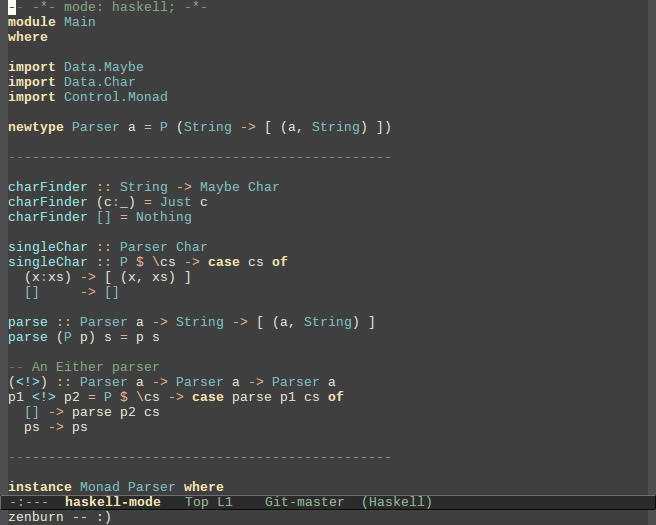 -- -*- mode: haskell; -*-
module Main
where
import Data.Maybe
import Data.Char
import Control.Monad
newtype Parser a = P (String -> [ (a, String) ])
------------------------------------------------
charFinder :: String -> Maybe Char
charFinder (c:_) = Just c
charFinder [] = Nothing
singleChar :: Parser Char
singleChar :: P $ \cs -> case cs of
  (x:xs) -> [ (x, xs) ]
  []     -> []
parse :: Parser a -> String -> [ (a, String) ]
parse (P p) s = p s
-- An Either parser
(<!>) :: Parser a -> Parser a -> Parser a
p1 <!> p2 = P $ \cs -> case parse p1 cs of
  [] -> parse p2 cs
  ps -> ps
------------------------------------------------
instance Monad Parser where
-:---  haskell-mode   Top L1    Git-master  (Haskell)
zenburn -- :)